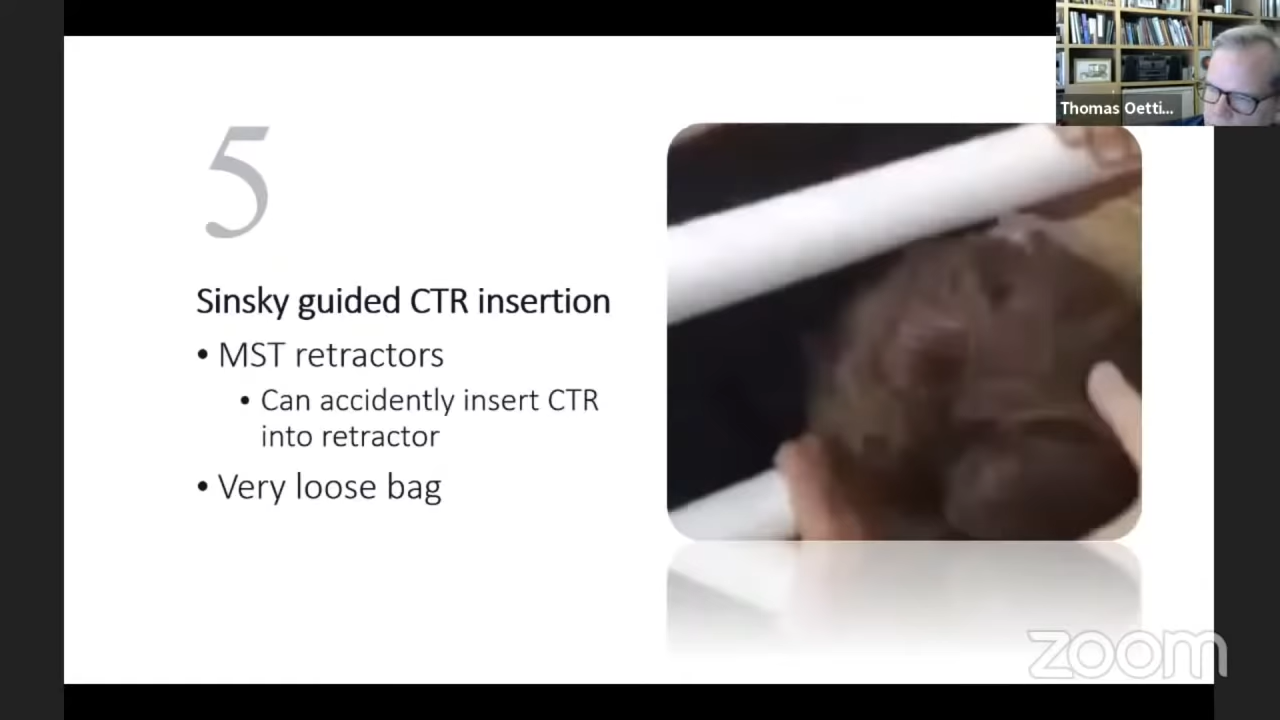 Thomas Oetti...
5
Sinsky guided CTR insertion
• MST retractors
• Can accidently insert CTR
into retractor
• Very loose bag
zoom